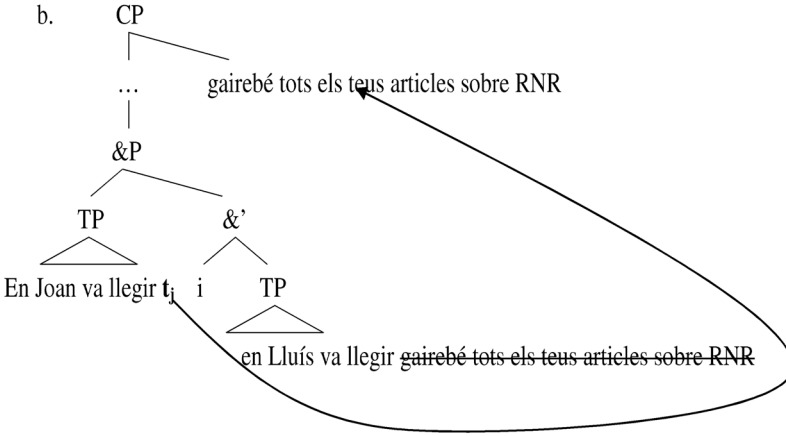 b. CP
... gairebé tots els teus articles sobre RNR
&P
TP &’
En Joan va llegir tj i TP
en Lluís va llegir gairebé tots els teus articles sobre RNR